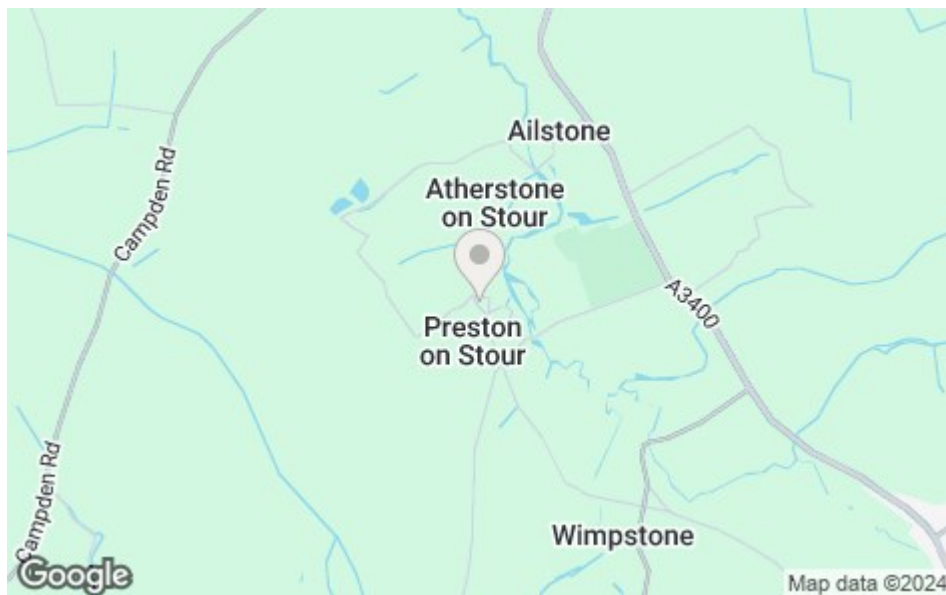 Ailstone
Atherstone
on Stour
Campden Rd
A3400
Preston
on Stour
Campden Rd
Wimpstone
Google
Map data ©2024